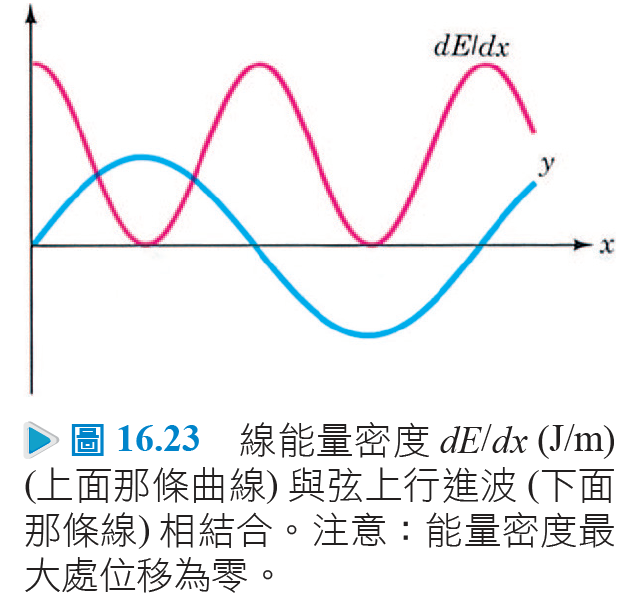 dE/dx
y
x
圖 16.23 線能量密度 dE/dx (J/m)
(上面那條曲線) 與弦上行進波 (下面
那條線) 相結合。注意：能量密度最
大處位移為零。